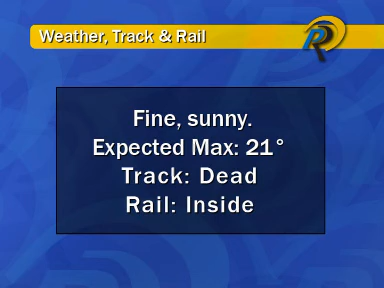 Weather, Track & Rail
R
Fine, sunny.
Expected Max: 21°
Track: Dead
Rail: Inside